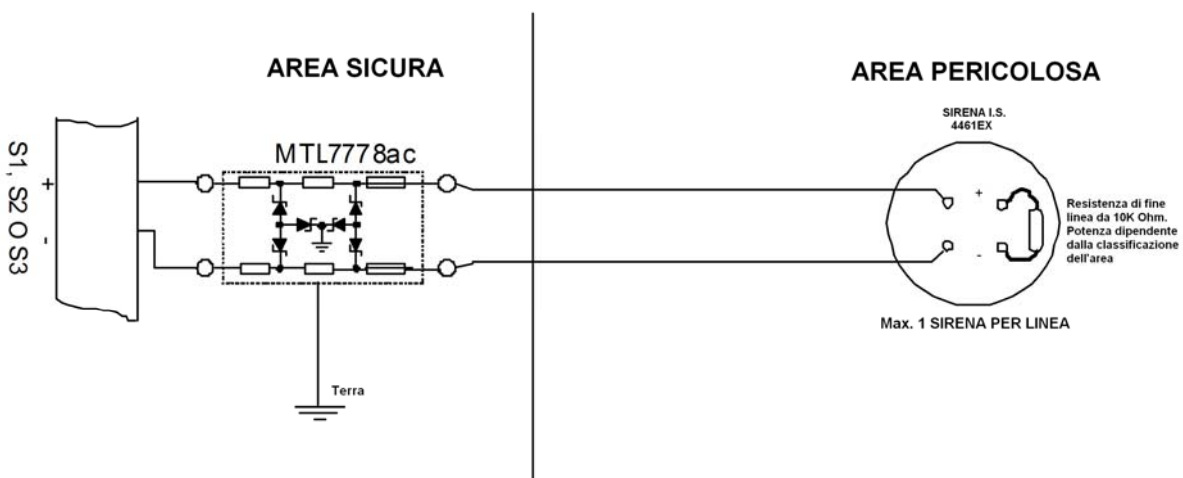 AREA SICURA
AREA PERICOLOSA
SIRENA I.S.
4461EX
MTL7778ac
S1, S2 O S3
+
-
+
-
Resistenza di fine
linea da 10K Ohm.
Potenza dipendente
dalla classificazione
dell'area
Max. 1 SIRENA PER LINEA
Terra